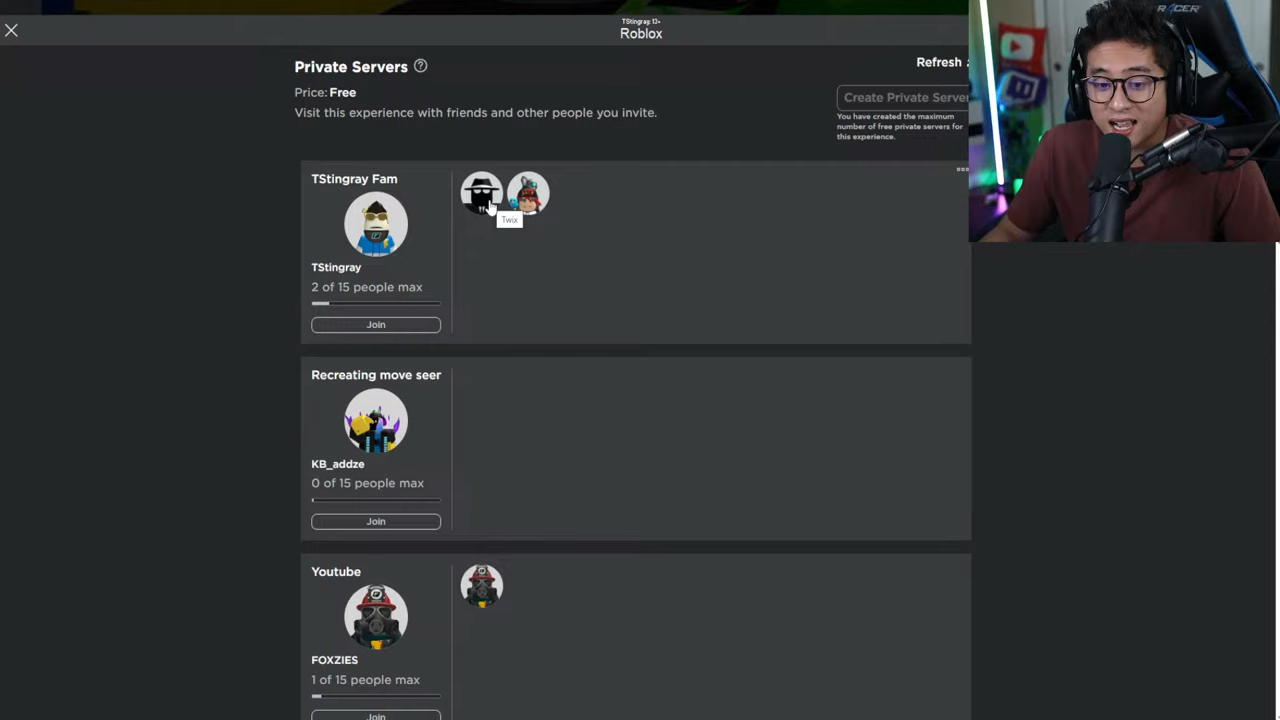 TStingray: 13+
Roblox
RACER
Private Servers
Refresh
Price: Free
Create Private Server
Visit this experience with friends and other people you invite.
You have created the maximum
number of free private servers for
this experience.
TStingray Fam
Twix
TStingray
2 of 15 people max
Join
Recreating move seer
KB_addze
0 of 15 people max
Join
Youtube
FOXZIES
1 of 15 people max
Join